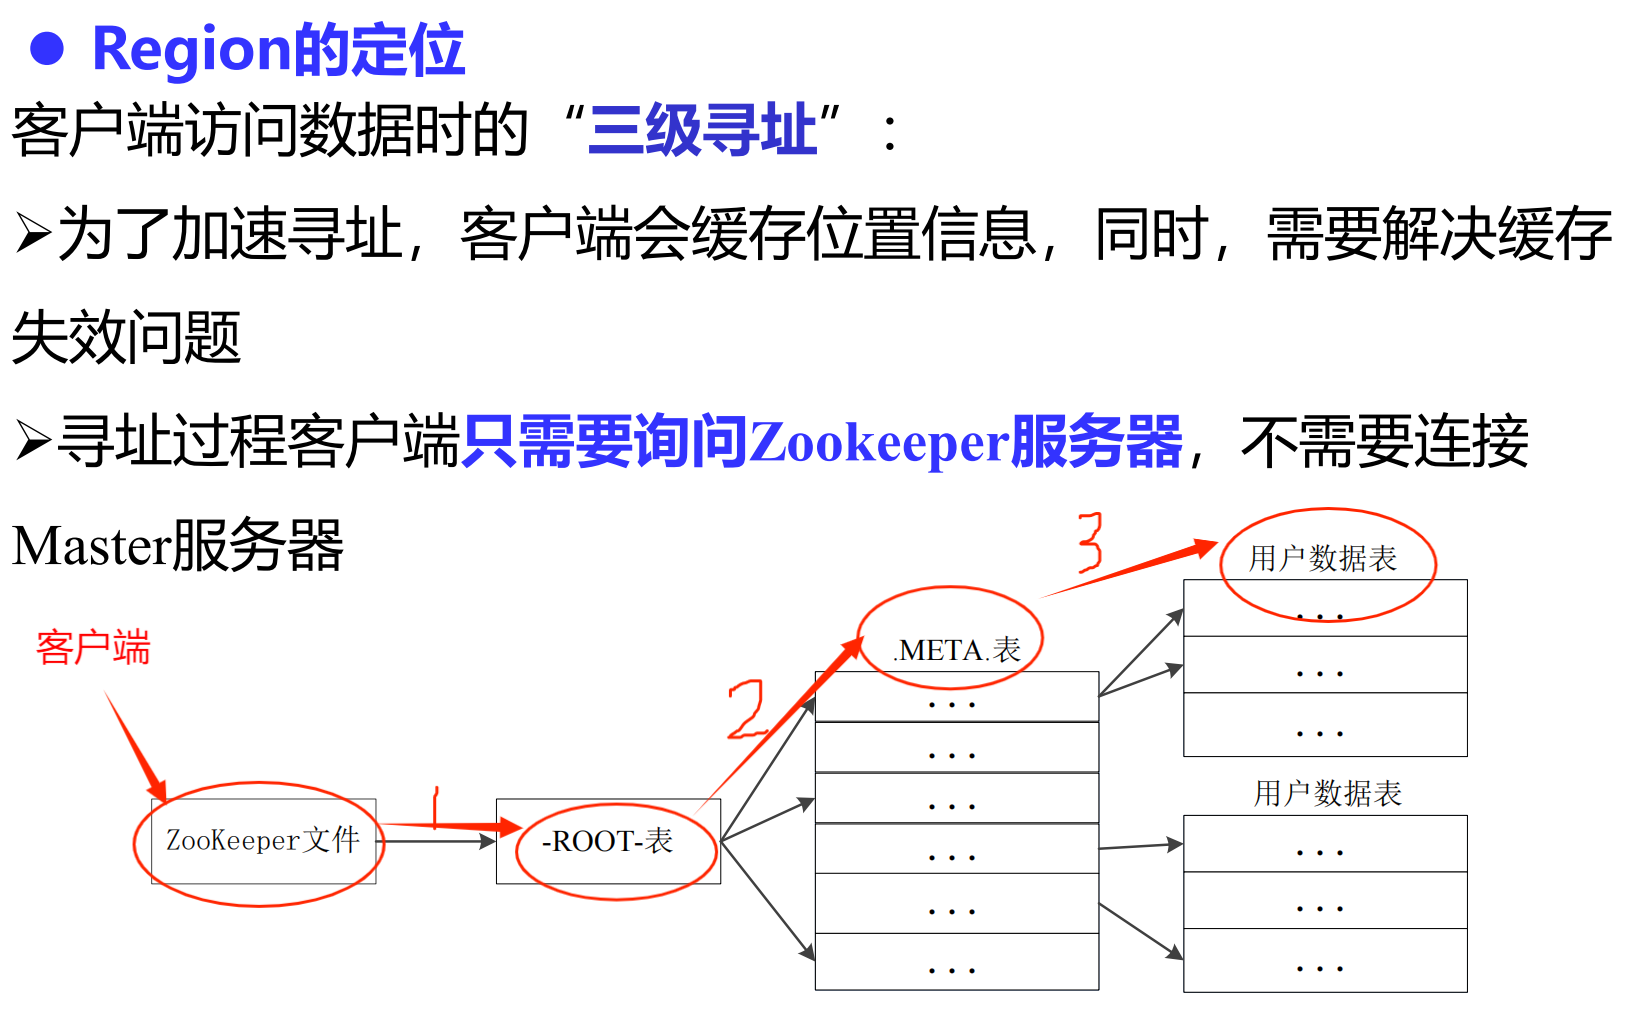 ● Region的定位
客户端访问数据时的“三级寻址”：
➢为了加速寻址，客户端会缓存位置信息，同时，需要解决缓存
失效问题
➢寻址过程客户端只需要询问Zookeeper服务器，不需要连接
Master服务器
客户端
1
2
3
ZooKeeper文件
-ROOT-表
.META.表
...
...
...
...
...
...
用户数据表
...
...
...
用户数据表
...
...
...